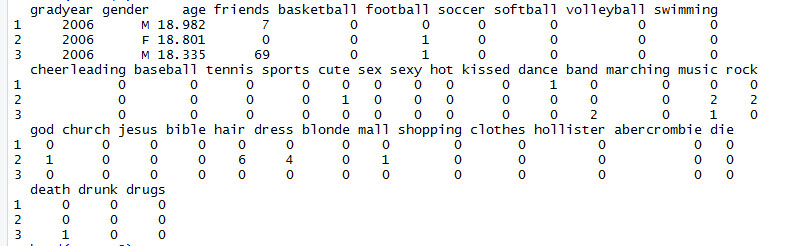 gradyear gender age friends basketball football soccer softball volleyball swimming
1 2006 M 18.982 7 0 0 0 0 0 0
2 2006 F 18.801 0 0 1 0 0 0 0
3 2006 M 18.335 69 0 1 0 0 0 0
cheerleading baseball tennis sports cute sex sexy hot kissed dance band marching music rock
1 0 0 0 0 0 0 0 0 0 1 0 0 0 0
2 0 0 0 0 1 0 0 0 0 0 0 0 2 2
3 0 0 0 0 0 0 0 0 0 0 2 0 1 0
god church jesus bible hair dress blonde mall shopping clothes hollister abercrombie die
1 0 0 0 0 0 0 0 0 0 0 0 0 0
2 1 0 0 0 6 4 0 1 0 0 0 0 0
3 0 0 0 0 0 0 0 0 0 0 0 0 0
death drunk drugs
1 0 0 0
2 0 0 0
3 1 0 0